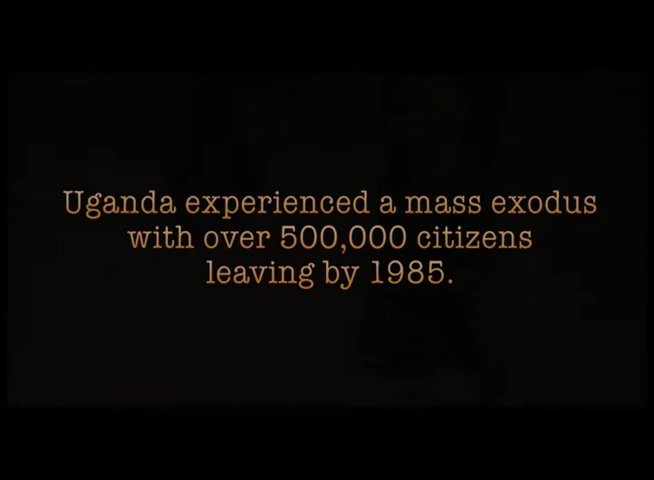 Uganda experienced a mass exodus
with over 500,000 citizens
leaving by 1985.